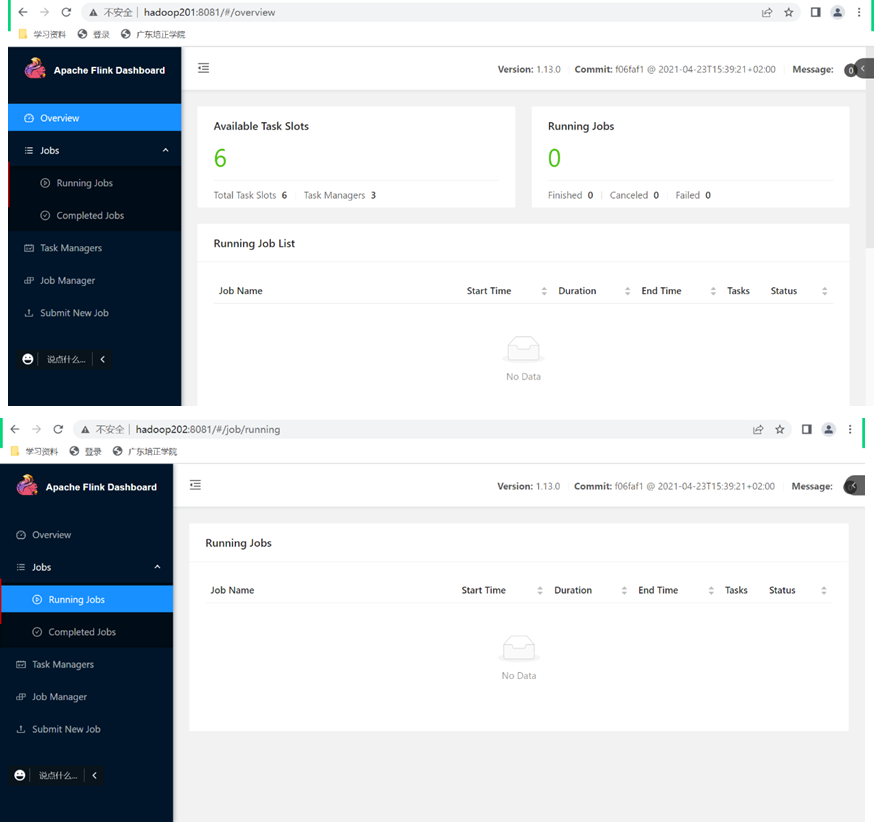 不安全 | hadoop201:8081/#/overview
学习资料 登录 广东培正学院
Apache Flink Dashboard
Version: 1.13.0 Commit: f06faf1 @ 2021-04-23T15:39:21+02:00 Message: 0
Overview
Available Task Slots Running Jobs
Jobs
6 0
Running Jobs
Total Task Slots 6 Task Managers 3 Finished 0 Canceled 0 Failed 0
Completed Jobs
Running Job List
Task Managers
Job Manager
Job Name Start Time Duration End Time Tasks Status
Submit New Job
说点什么...
No Data
不安全 | hadoop202:8081/#/job/running
学习资料 登录 广东培正学院
Apache Flink Dashboard
Version: 1.13.0 Commit: f06faf1 @ 2021-04-23T15:39:21+02:00 Message:
Overview
Running Jobs
Jobs
Job Name Start Time Duration End Time Tasks Status
Running Jobs
Completed Jobs
Task Managers
No Data
Job Manager
Submit New Job
说点什么...